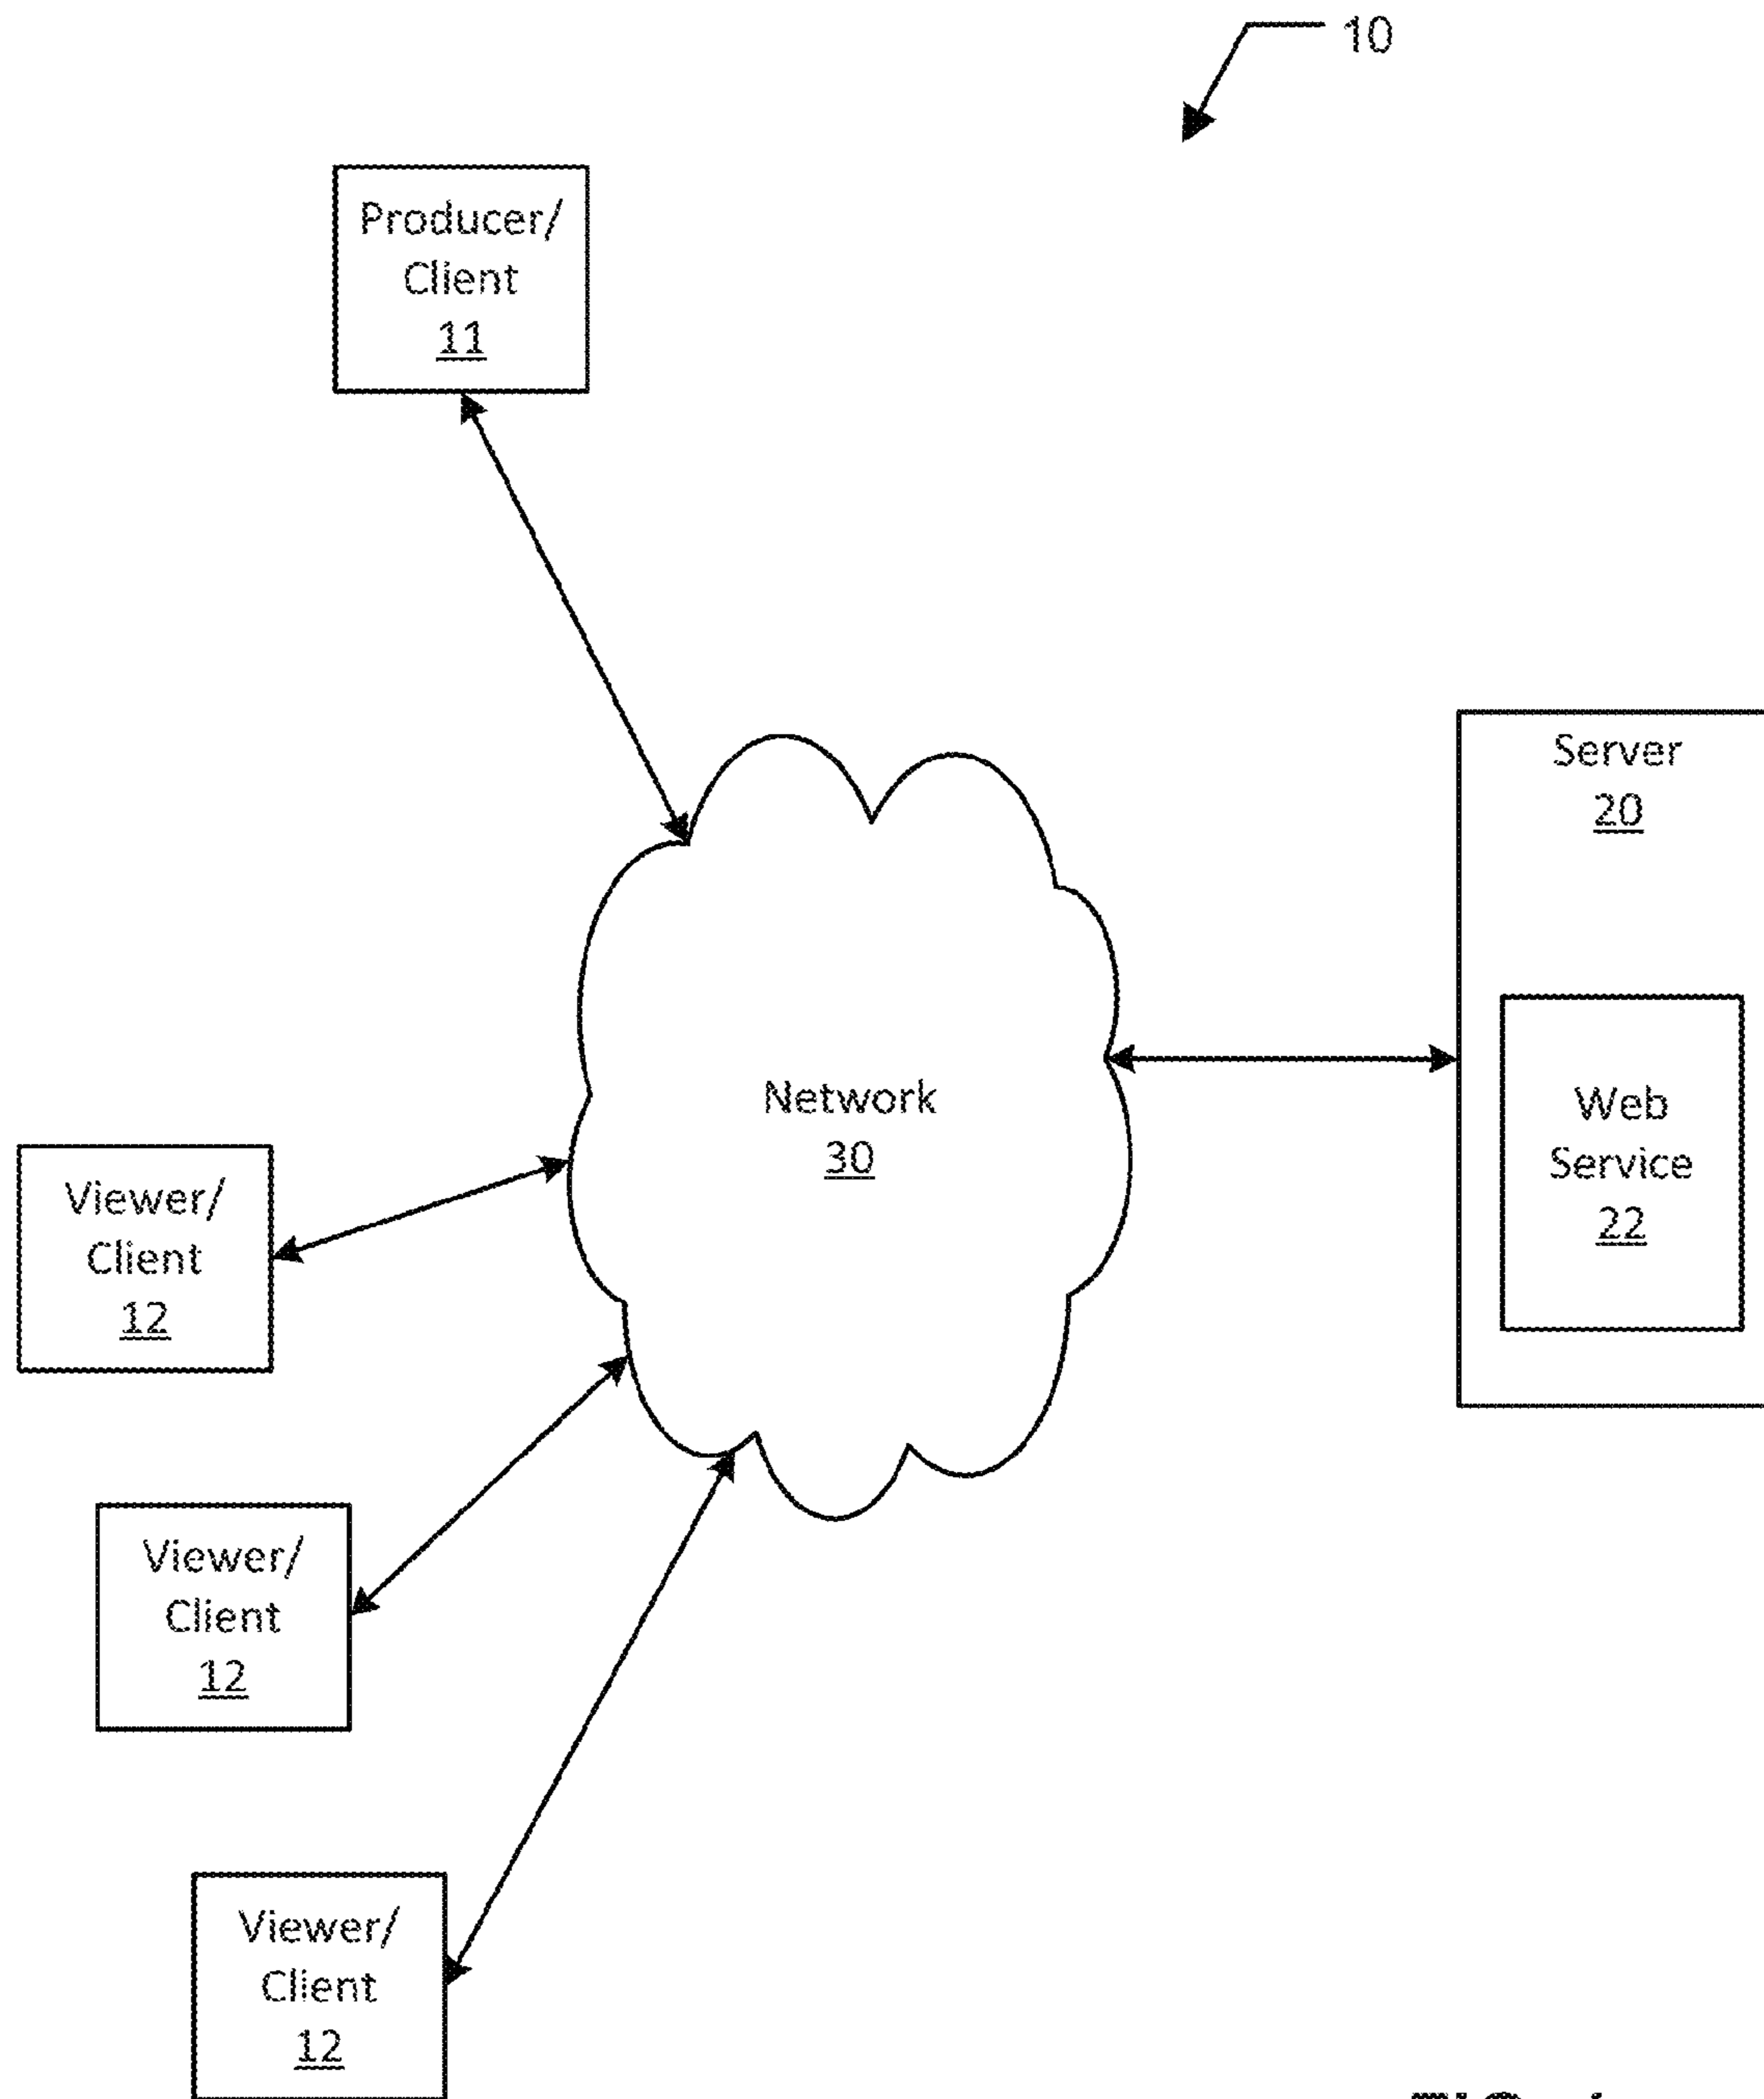 10
Producer/
Client
11
Server
20
Network
30
Web
Service
22
Viewer/
Client
12
Viewer/
Client
12
Viewer/
Client
12